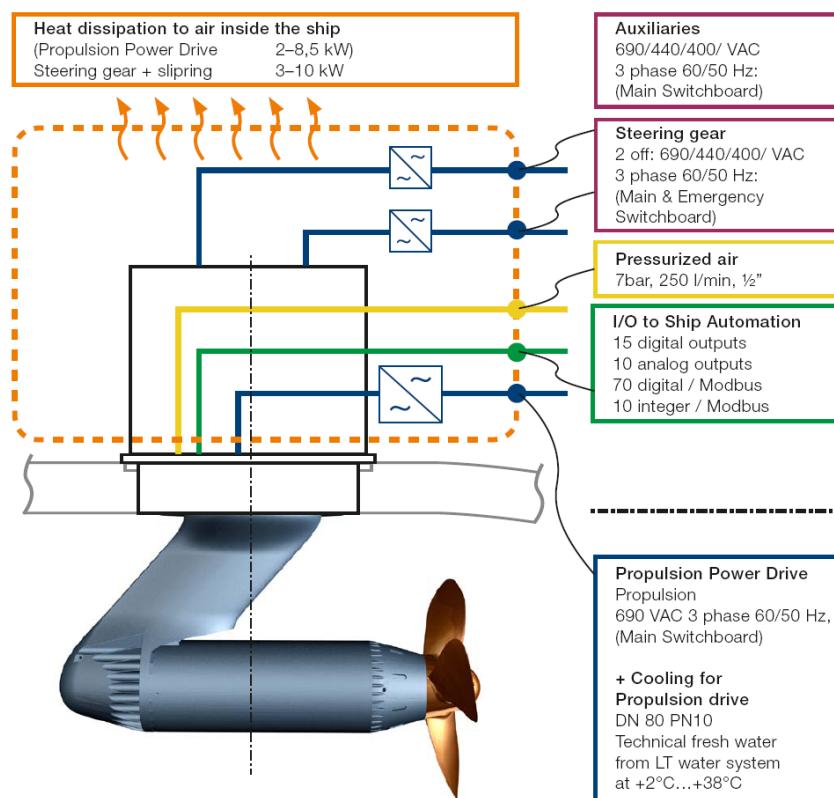 Heat dissipation to air inside the ship
(Propulsion Power Drive 2–8,5 kW)
Steering gear + slipring 3–10 kW
Auxiliaries
690/440/400/ VAC
3 phase 60/50 Hz:
(Main Switchboard)
Steering gear
2 off: 690/440/400/ VAC
3 phase 60/50 Hz:
(Main & Emergency
Switchboard)
Pressurized air
7bar, 250 l/min, ½”
I/O to Ship Automation
15 digital outputs
10 analog outputs
70 digital / Modbus
10 integer / Modbus
Propulsion Power Drive
Propulsion
690 VAC 3 phase 60/50 Hz,
(Main Switchboard)
+ Cooling for
Propulsion drive
DN 80 PN10
Technical fresh water
from LT water system
at +2°C...+38°C